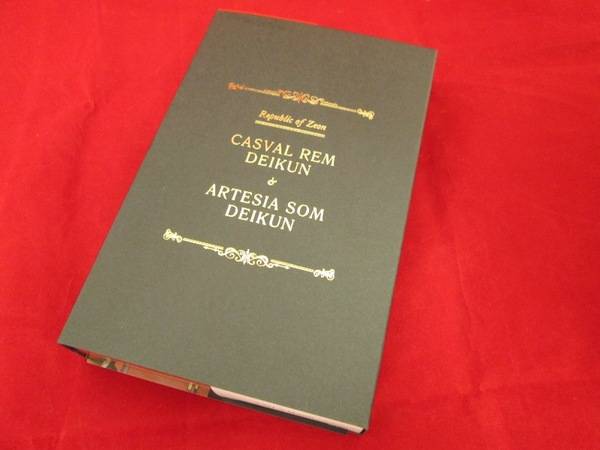 Republic of Zeon
CASVAL REM
DEIKUN
&
ARTESIA SOM
DEIKUN